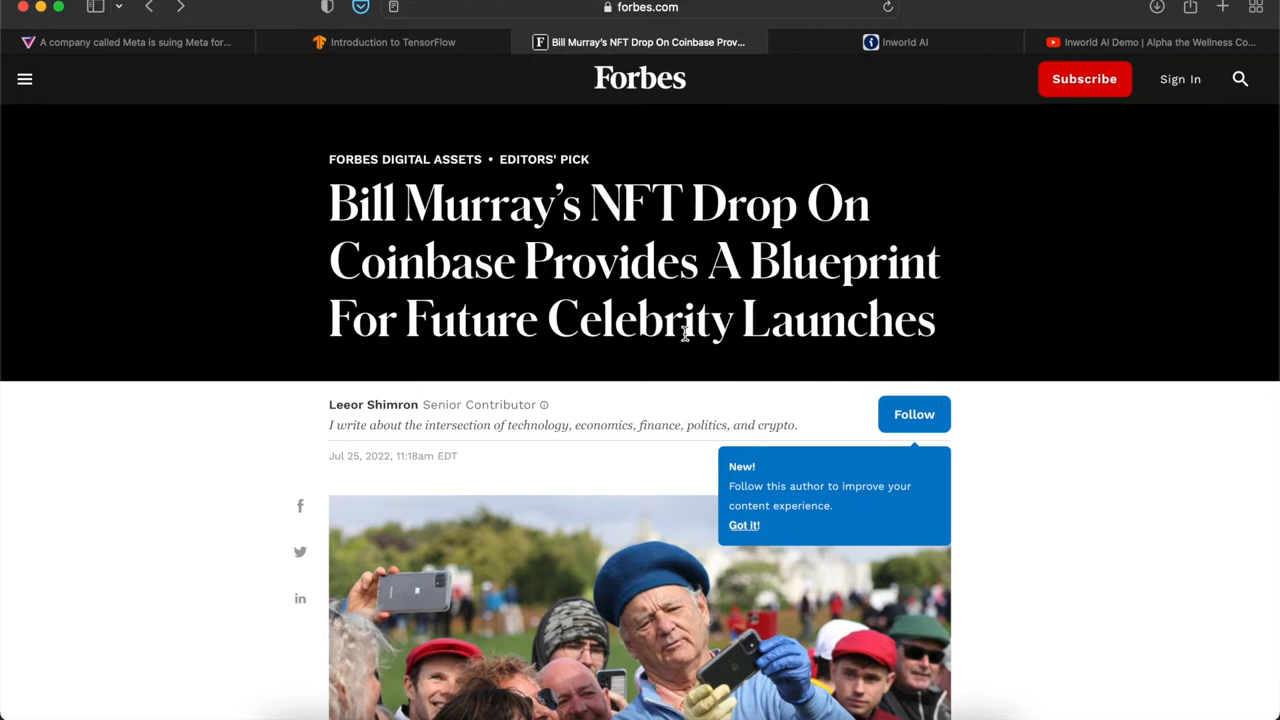 forbes.com
A company called Meta is suing Meta for...
Introduction to TensorFlow
F
Bill Murray's NFT Drop On Coinbase Prov...
Inworld AI
Inworld AI Demo | Alpha the Wellness Co...
Forbes
Subscribe
Sign In
FORBES DIGITAL ASSETS • EDITORS' PICK
Bill Murray’s NFT Drop On
Coinbase Provides A Blueprint
For Future Celebrity Launches
Leeor Shimron Senior Contributor
I write about the intersection of technology, economics, finance, politics, and crypto.
Follow
Jul 25, 2022, 11:18am EDT
New!
Follow this author to improve your
content experience.
Got it!